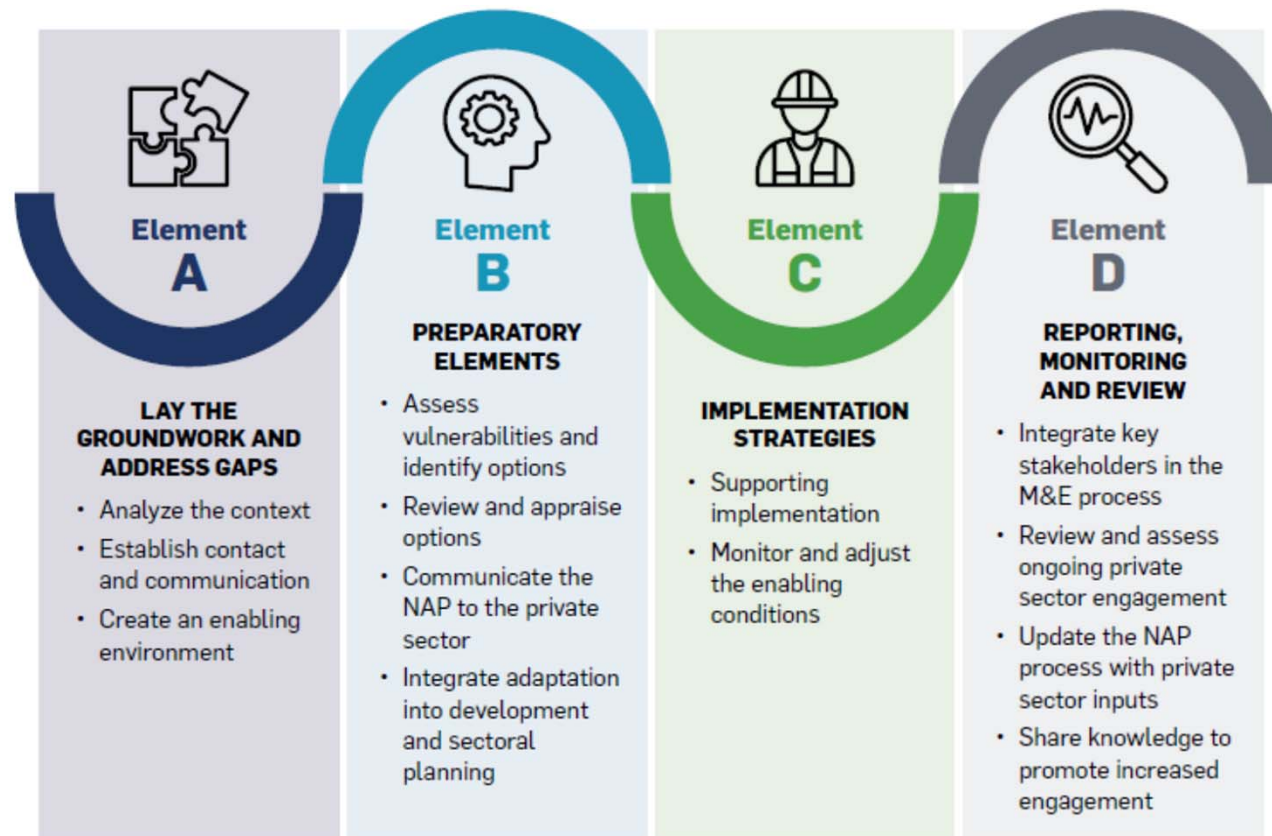 Element
A
LAY THE
GROUNDWORK AND
ADDRESS GAPS
• Analyze the context
• Establish contact
and communication
• Create an enabling
environment
Element
B
PREPARATORY
ELEMENTS
• Assess
vulnerabilities and
identify options
• Review and appraise
options
• Communicate the
NAP to the private
sector
• Integrate adaptation
into development
and sectoral
planning
Element
C
IMPLEMENTATION
STRATEGIES
• Supporting
implementation
• Monitor and adjust
the enabling
conditions
Element
D
REPORTING,
MONITORING
AND REVIEW
• Integrate key
stakeholders in the
M&E process
• Review and assess
ongoing private
sector engagement
• Update the NAP
process with private
sector inputs
• Share knowledge to
promote increased
engagement